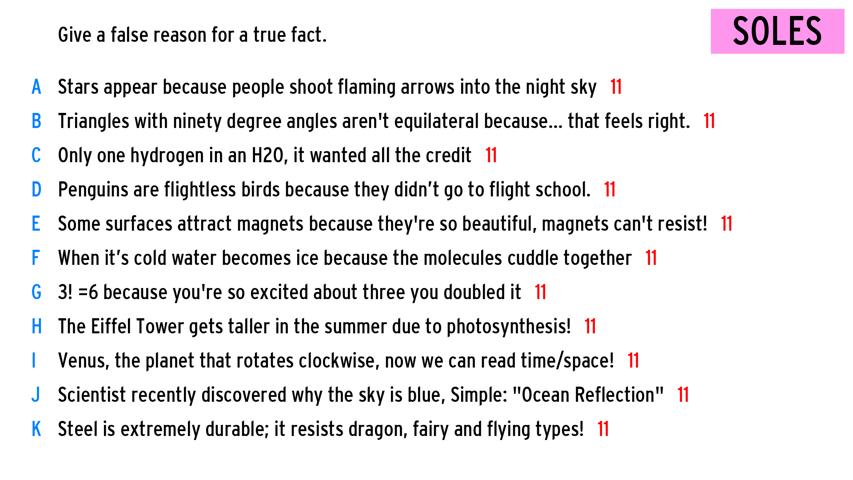 Give a false reason for a true fact.
SOLES
A Stars appear because people shoot flaming arrows into the night sky 11
B Triangles with ninety degree angles aren't equilateral because... that feels right. 11
C Only one hydrogen in an H2O, it wanted all the credit 11
D Penguins are flightless birds because they didn’t go to flight school. 11
E Some surfaces attract magnets because they're so beautiful, magnets can't resist! 11
F When it’s cold water becomes ice because the molecules cuddle together 11
G 3! =6 because you're so excited about three you doubled it 11
H The Eiffel Tower gets taller in the summer due to photosynthesis! 11
I Venus, the planet that rotates clockwise, now we can read time/space! 11
J Scientist recently discovered why the sky is blue, Simple: "Ocean Reflection" 11
K Steel is extremely durable; it resists dragon, fairy and flying types! 11